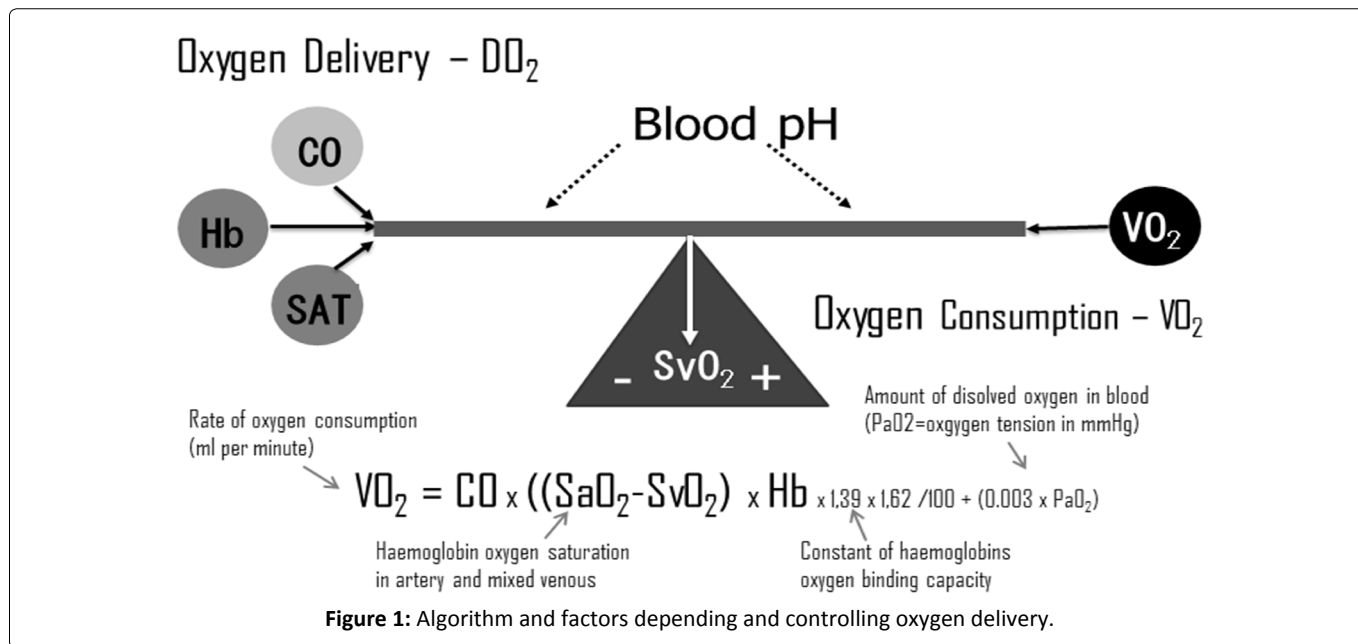 Oxygen Delivery – DO₂
Blood pH
CO
Hb
SAT
VO₂
Oxygen Consumption – VO₂
- SvO₂ +
Rate of oxygen consumption
(ml per minute)
Amount of disolved oxygen in blood
(PaO2=oxgygen tension in mmHg)
VO₂ = CO x ((SaO₂-SvO₂) x Hb x 1,39 x 1,62 /100 + (0.003 x PaO₂)
Haemoglobin oxygen saturation
in artery and mixed venous
Constant of haemoglobins
oxygen binding capacity
Figure 1: Algorithm and factors depending and controlling oxygen delivery.